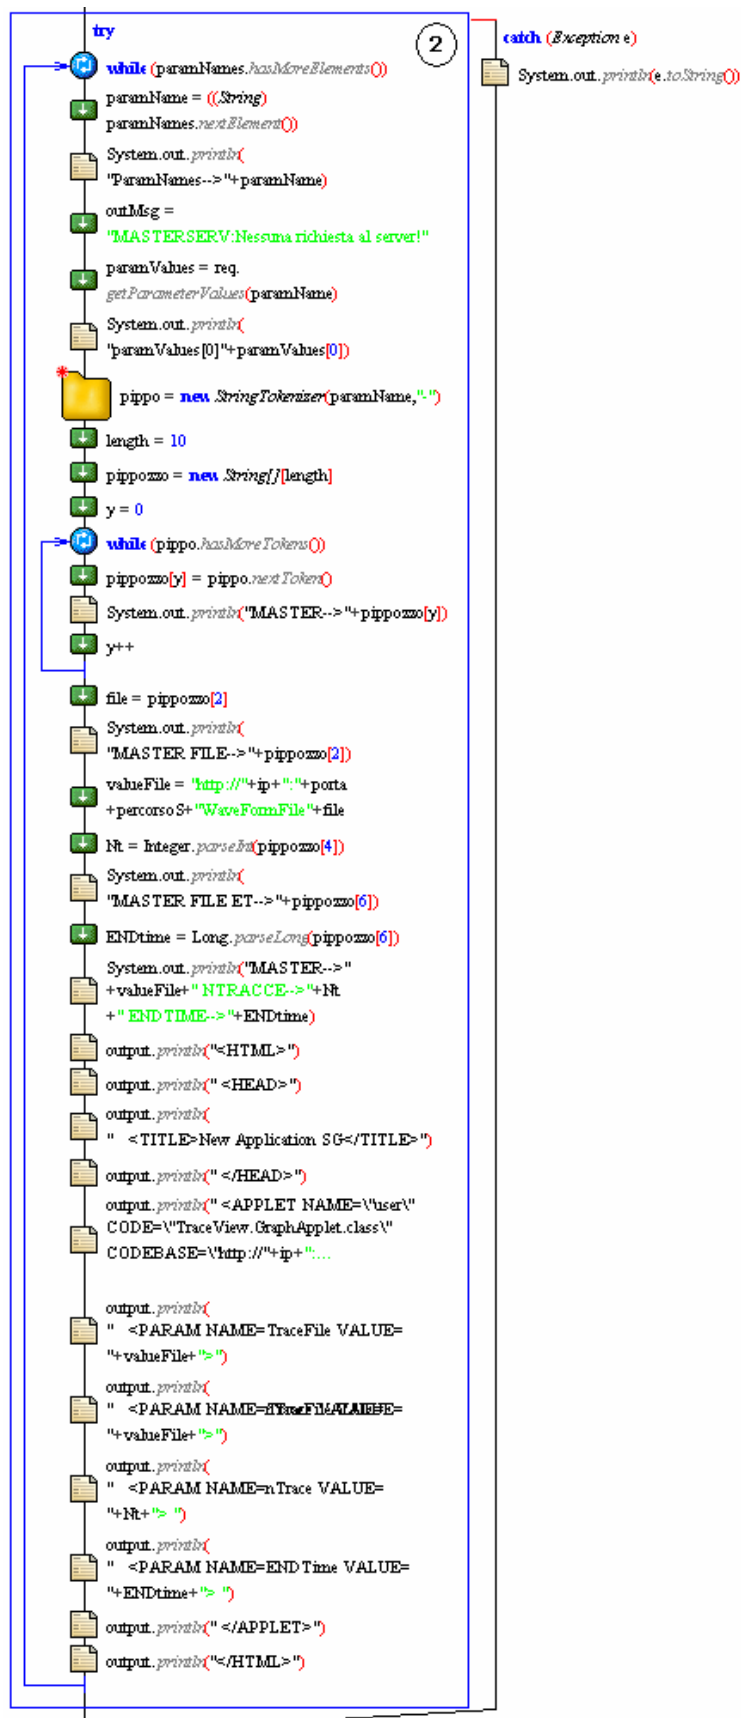 try
2
catch (Exception e)
System.out.println(e.toString())
while (paramNames.hasMoreElements())
paramName = ((String)
paramNames.nextElement())
System.out.println(
"ParamNames-->"+paramName)
outMsg =
"MASTERSERV:Nessuna richiesta al server!"
paramValues = req.
getParameterValues(paramName)
System.out.println(
"paramValues[0]"+paramValues[0])
pippo = new StringTokenizer(paramName,"-")
length = 10
pippozzo = new String[][length]
y = 0
while (pippo.hasMoreTokens())
pippozzo[y] = pippo.nextToken()
System.out.println("MASTER-->"+pippozzo[y])
y++
file = pippozzo[2]
System.out.println(
"MASTER FILE-->"+pippozzo[2])
valueFile = "http://"+ip+":"+porta
+percorsoS+"WaveFormFile"+file
Nt = Integer.parseInt(pippozzo[4])
System.out.println(
"MASTER FILE ET-->"+pippozzo[6])
ENDtime = Long.parseLong(pippozzo[6])
System.out.println("MASTER-->"
+valueFile+" NTRACCE-->"+Nt
+" ENDTIME-->"+ENDtime)
output.println("<HTML>")
output.println(" <HEAD>")
output.println(
"   <TITLE>New Application SG</TITLE>")
output.println(" </HEAD>")
output.println(" <APPLET NAME=\"user\"
CODE=\"TraceView.GraphApplet.class\"
CODEBASE=\"http://"+ip+":...
output.println(
"   <PARAM NAME=TraceFile VALUE=
"+valueFile+">")
output.println(
"   <PARAM
"+valueFile+">")
output.println(
"   <PARAM NAME=nTrace VALUE=
"+Nt+"> ")
output.println(
"   <PARAM NAME=ENDTime VALUE=
"+ENDtime+"> ")
output.println(" </APPLET>")
output.println("</HTML>")